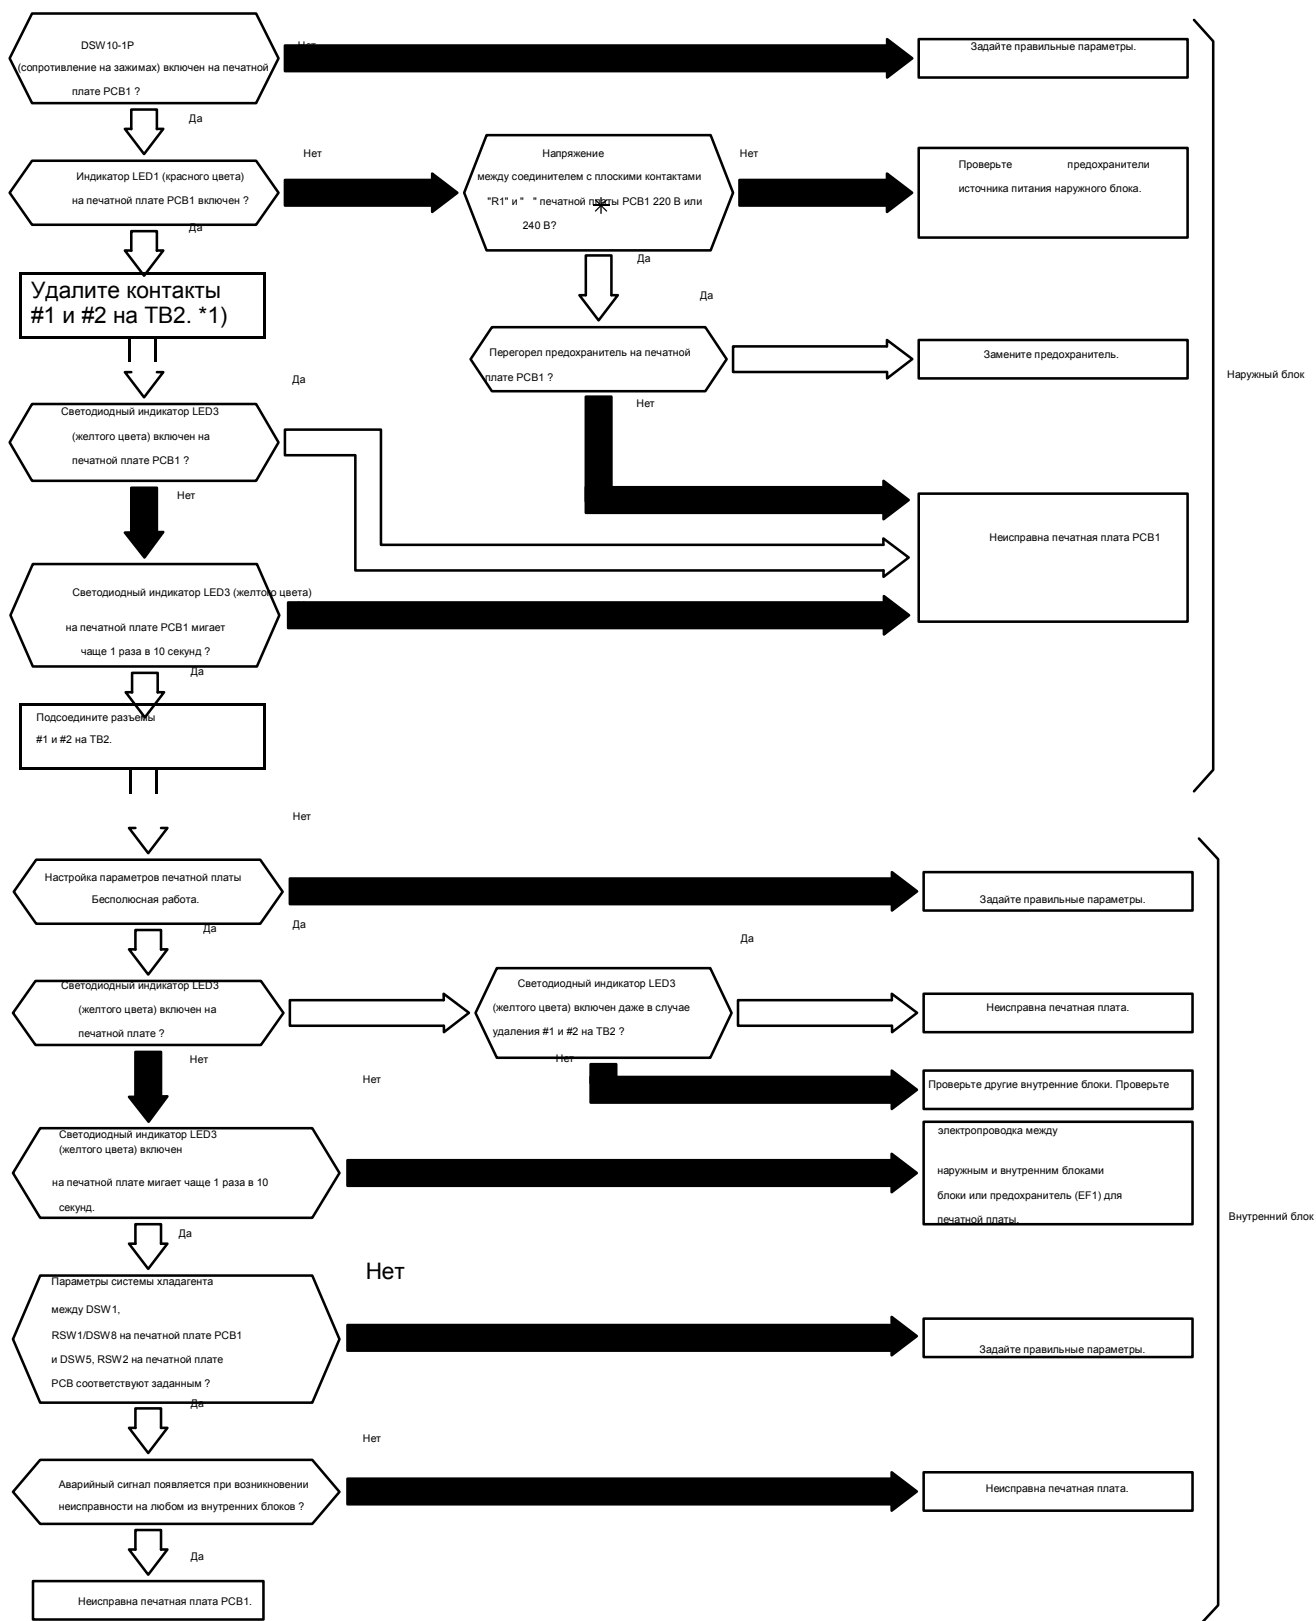 DSW10-1P
(сопротивление на зажимах) включен на печатной
плате PCB1 ?
Нет
Задайте правильные параметры.
Да
Индикатор LED1 (красного цвета)
на печатной плате PCB1 включен ?
Нет
Напряжение
между соединителем с плоскими контактами
"R1" и "   " печатной платы PCB1 220 В или
240 В?
Нет
Проверьте предохранители
источника питания наружного блока.
Да
Да
Удалите контакты
#1 и #2 на TB2. *1)
Да
Перегорел предохранитель на печатной
плате PCB1 ?
Замените предохранитель.
Наружный блок
Да
Нет
Светодиодный индикатор LED3
(желтого цвета) включен на
печатной плате PCB1 ?
Нет
Неисправна печатная плата PCB1
Светодиодный индикатор LED3 (желтого цвета)
на печатной плате PCB1 мигает
чаще 1 раза в 10 секунд ?
Да
Подсоедините разъемы
#1 и #2 на TB2.
Нет
Настройка параметров печатной платы
Бесполюсная работа.
Задайте правильные параметры.
Да
Да
Да
Светодиодный индикатор LED3
(желтого цвета) включен на
печатной плате ?
Светодиодный индикатор LED3
(желтого цвета) включен даже в случае
удаления #1 и #2 на TB2 ?
Неисправна печатная плата.
Нет
Нет
Нет
Проверьте другие внутренние блоки. Проверьте
электропроводка между
наружным и внутренним блоками
блоки или предохранитель (EF1) для
печатной платы.
Светодиодный индикатор LED3
(желтого цвета) включен
на печатной плате мигает чаще 1 раза в 10
секунд.
Внутренний блок
Да
Нет
Параметры системы хладагента
между DSW1,
RSW1/DSW8 на печатной плате PCB1
и DSW5, RSW2 на печатной плате
PCB соответствуют заданным ?
Задайте правильные параметры.
Да
Нет
Аварийный сигнал появляется при возникновении
неисправности на любом из внутренних блоков ?
Неисправна печатная плата.
Да
Неисправна печатная плата PCB1.